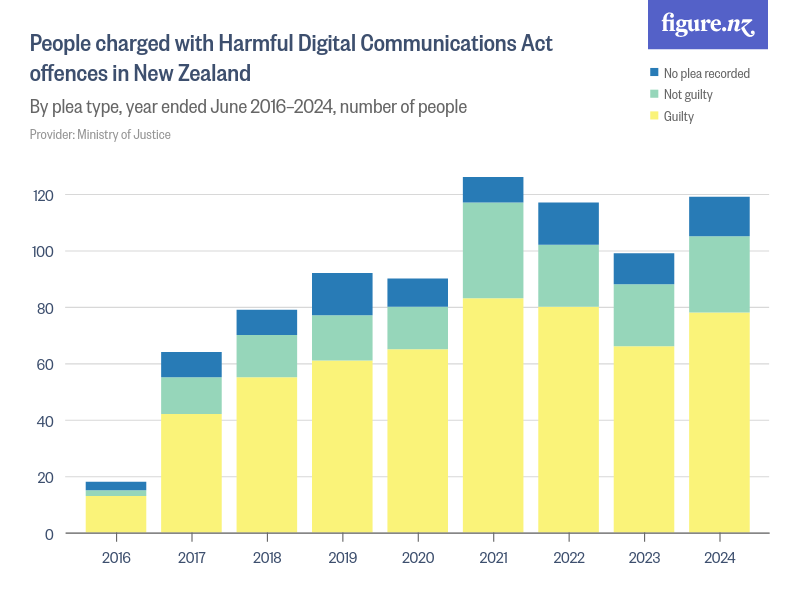 People charged with Harmful Digital Communications Act
offences in New Zealand
By plea type, year ended June 2016–2024, number of people
Provider: Ministry of Justice
figure.nz
No plea recorded
Not guilty
Guilty
120
100
80
60
40
20
0
2016 2017 2018 2019 2020 2021 2022 2023 2024